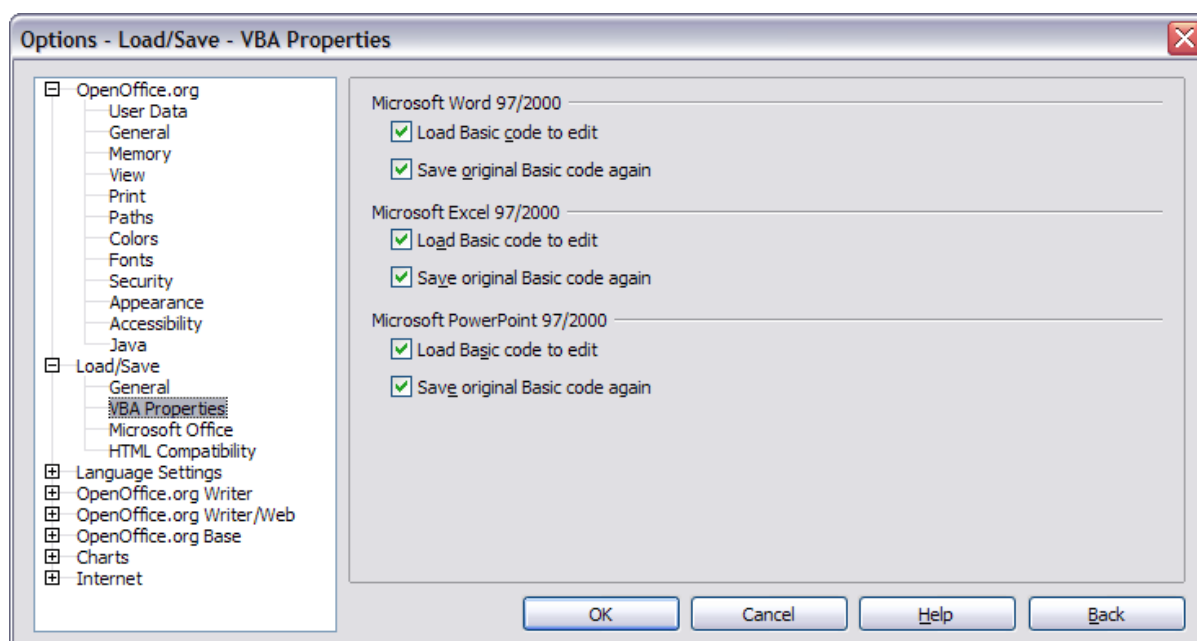 Options - Load/Save - VBA Properties
OpenOffice.org
User Data
General
Memory
View
Print
Paths
Colors
Fonts
Security
Appearance
Accessibility
Java
Load/Save
General
VBA Properties
Microsoft Office
HTML Compatibility
Language Settings
OpenOffice.org Writer
OpenOffice.org Writer/Web
OpenOffice.org Base
Charts
Internet
Microsoft Word 97/2000
Load Basic code to edit
Save original Basic code again
Microsoft Excel 97/2000
Load Basic code to edit
Save original Basic code again
Microsoft PowerPoint 97/2000
Load Basic code to edit
Save original Basic code again
OK
Cancel
Help
Back